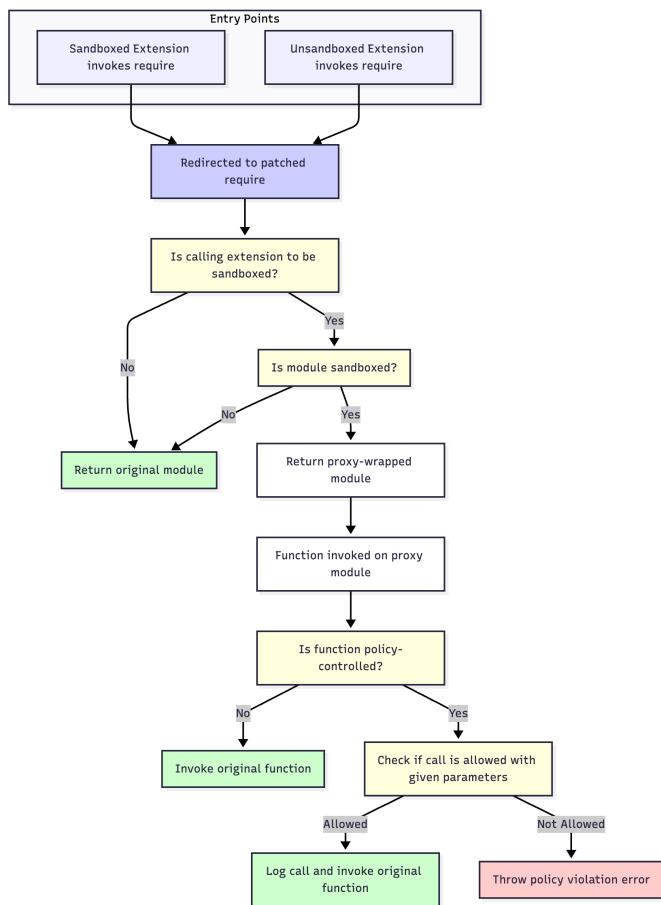 Entry Points
Sandboxed Extension
invokes require
Unsandboxed Extension
invokes require
Redirected to patched
require
Is calling extension to be
sandboxed?
Yes
No
Is module sandboxed?
No
Yes
Return original module
Return proxy-wrapped
module
Function invoked on proxy
module
Is function policy-
controlled?
No
Yes
Invoke original function
Check if call is allowed with
given parameters
Allowed
Not Allowed
Log call and invoke original
function
Throw policy violation error